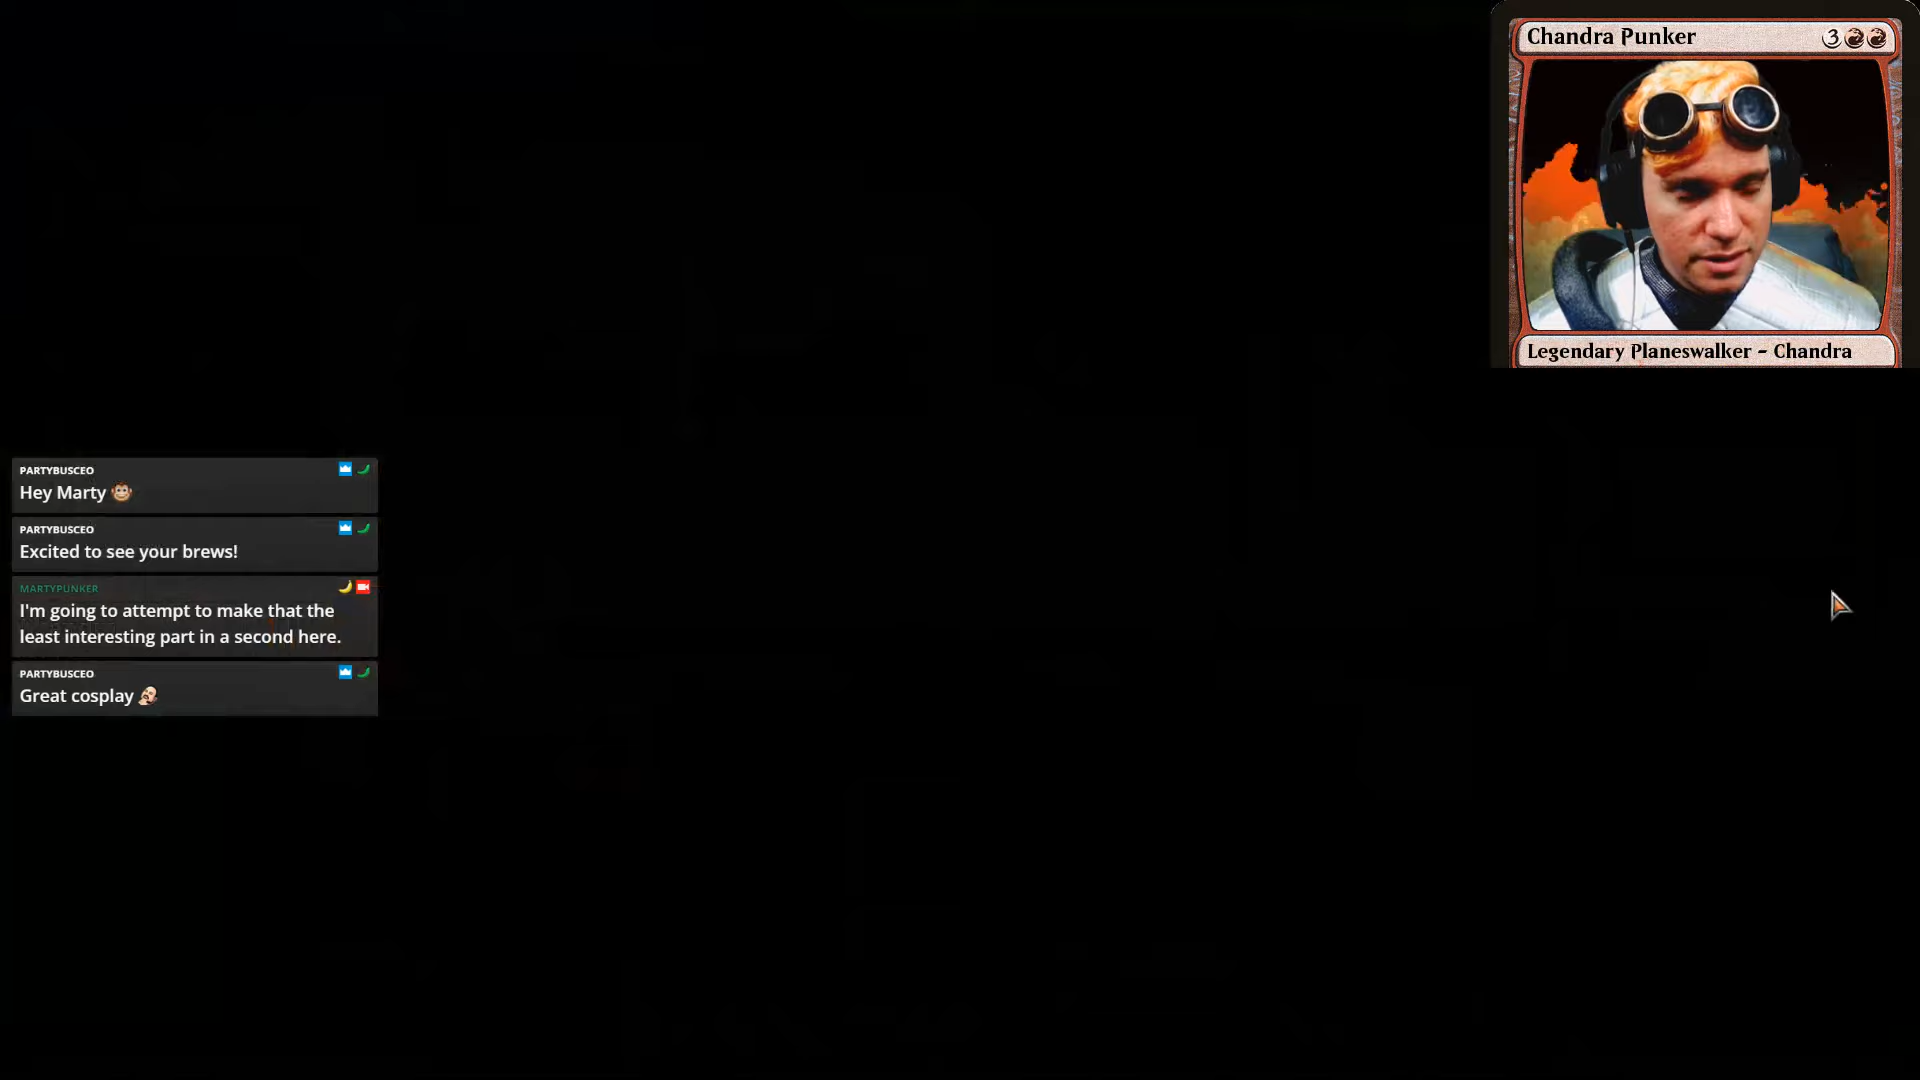 Chandra Punker 3
Legendary Planeswalker - Chandra
PARTYBUSCEO
Hey Marty
PARTYBUSCEO
Excited to see your brews!
MARTYPUNKER
I'm going to attempt to make that the
least interesting part in a second here.
PARTYBUSCEO
Great cosplay